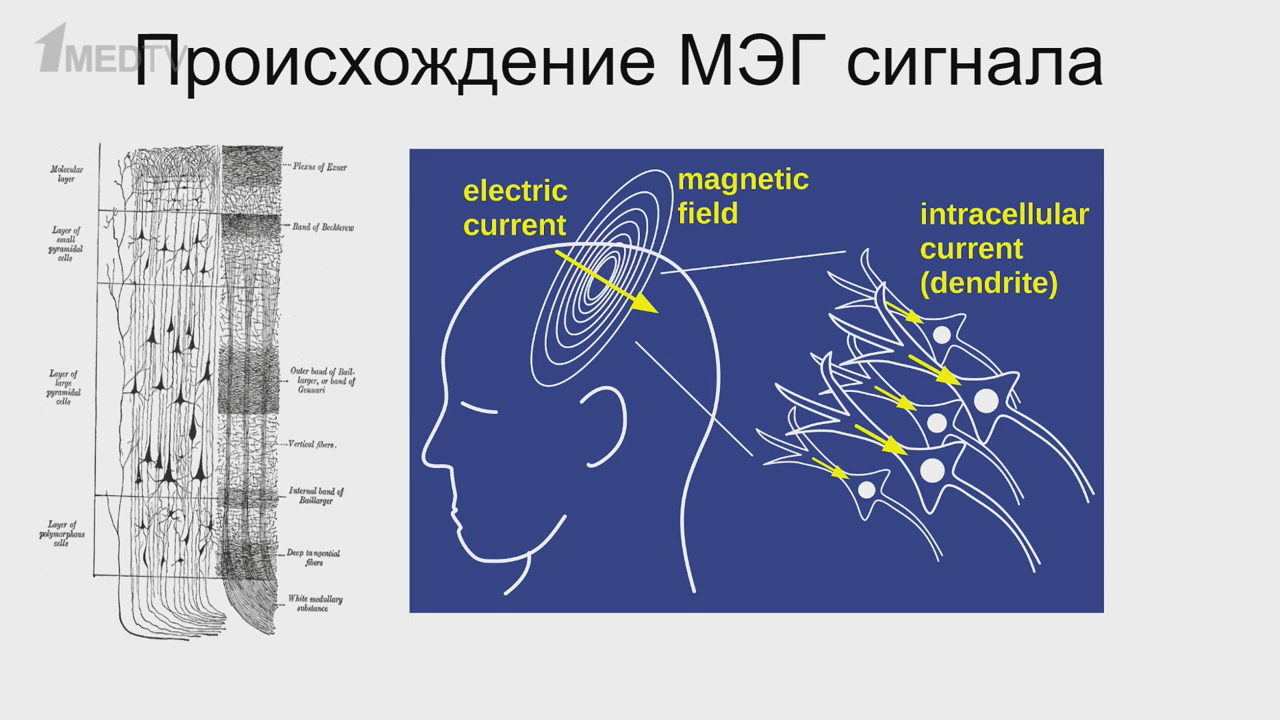 1MEDTV
Происхождение МЭГ сигнала
Molecular
layer
Layer of
small
pyramidal
cells
Layer of
large
pyramidal
cells
Layer of
polymorphous
cells
Plexus of Exner
Band of Bechterew
Outer band of Bail-
larger, or band of
Gennari
Vertical fibers.
Internal band of
Baillarger
Deep tangential
fibers
White medullary
substance
electric
current
magnetic
field
intracellular
current
(dendrite)